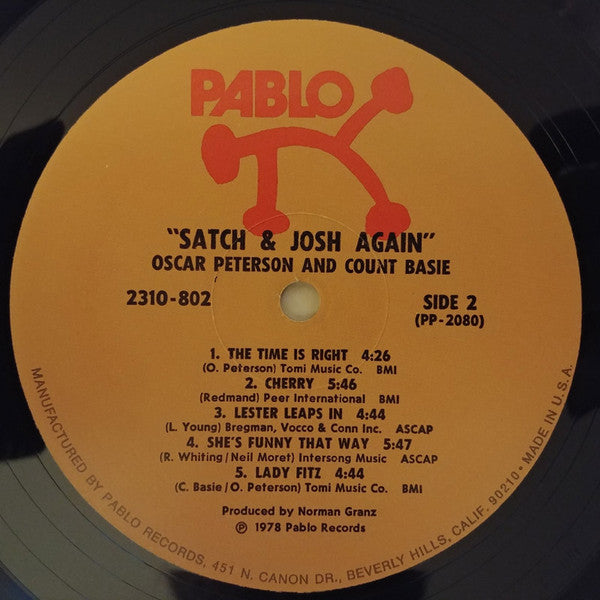 PABLO
"SATCH & JOSH AGAIN"
OSCAR PETERSON AND COUNT BASIE
2310-802
SIDE 2
(PP-2080)
1. THE TIME IS RIGHT 4:26
(O. Peterson) Tomi Music Co. BMI
2. CHERRY 5:46
(Redmand) Peer International BMI
3. LESTER LEAPS IN 4:44
(L. Young) Bregman, Vocco & Conn Inc. ASCAP
4. SHE'S FUNNY THAT WAY 5:47
(R. Whiting/Neil Moret) Intersong Music ASCAP
5. LADY FITZ 4:44
(C. Basie/O. Peterson) Tomi Music Co. BMI
Produced by Norman Granz
℗ 1978 Pablo Records
MANUFACTURED BY PABLO RECORDS, 451 N. CANON DR., BEVERLY HILLS, CALIF. 90210 • MADE IN U.S.A.